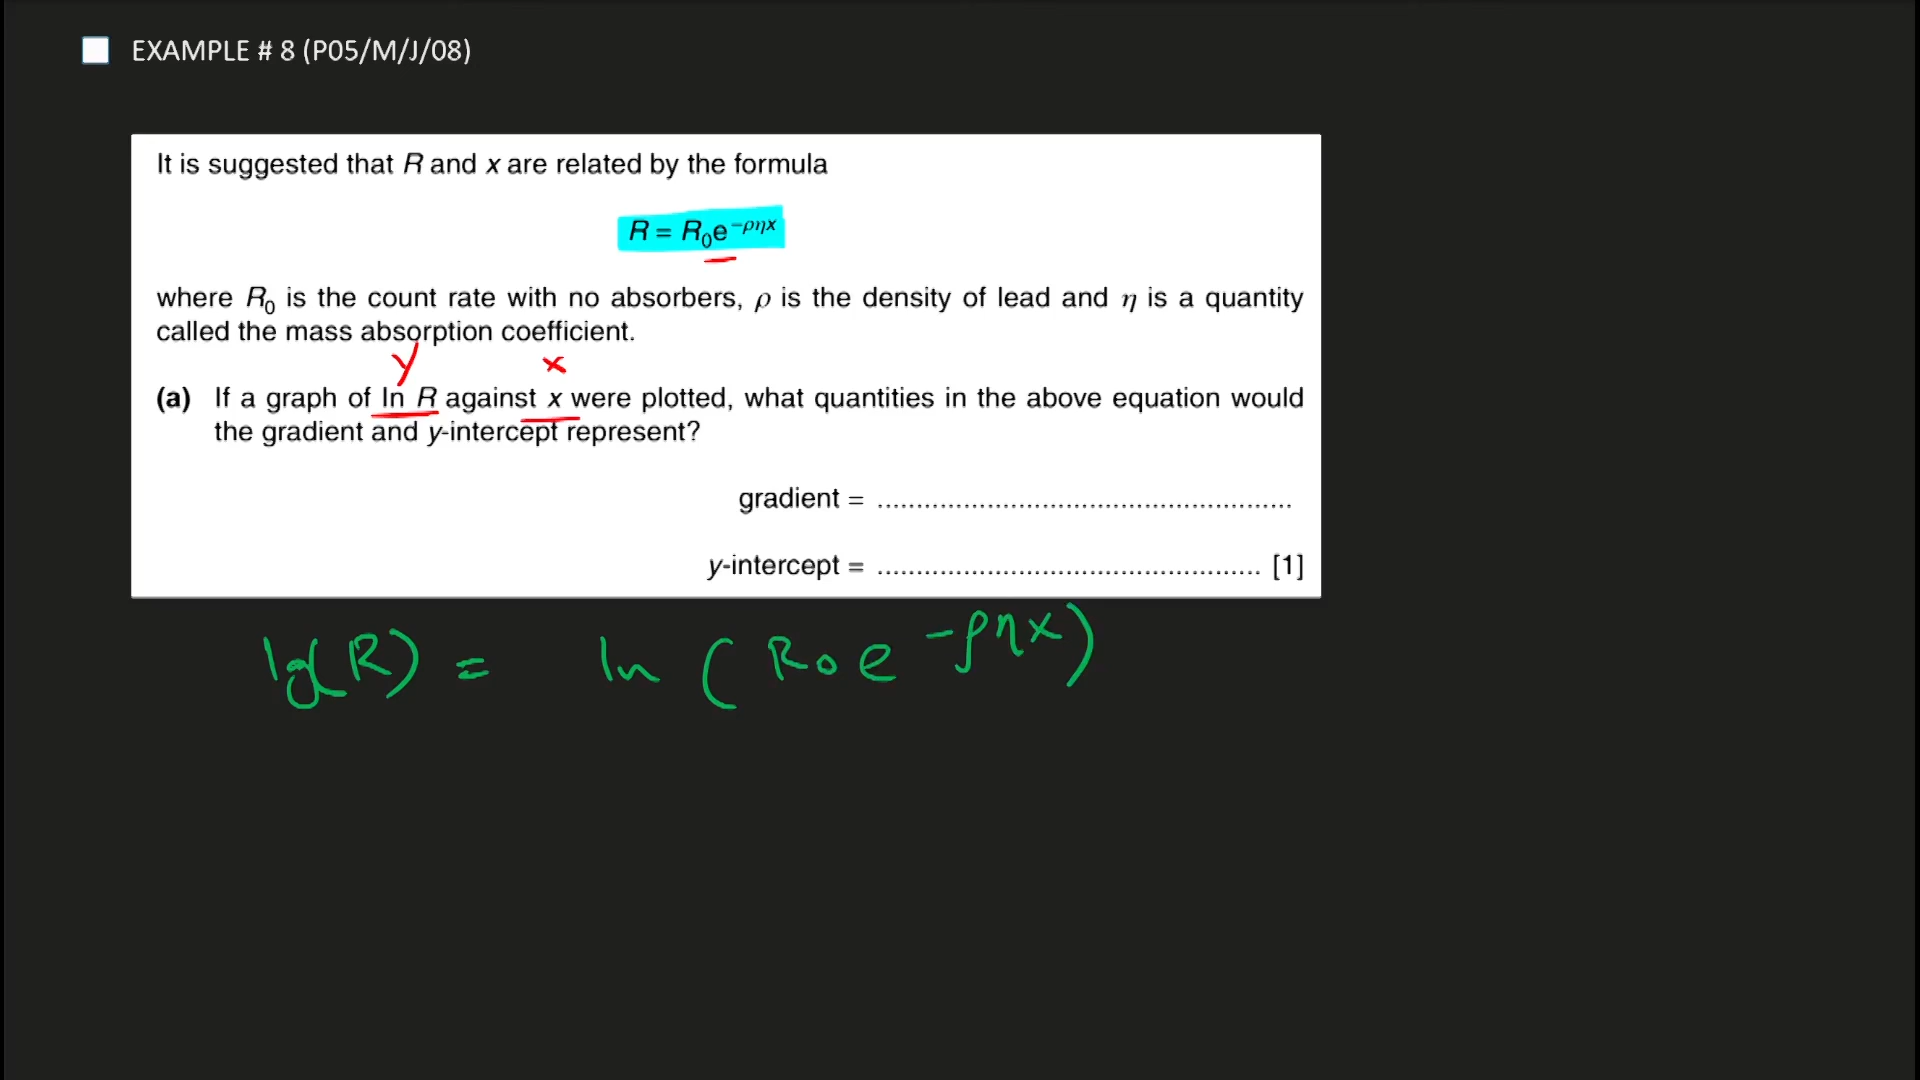 EXAMPLE # 8 (P05/M/J/08)
It is suggested that R and x are related by the formula
R = R₀e⁻ᵖηx
where R₀ is the count rate with no absorbers, ρ is the density of lead and η is a quantity
called the mass absorption coefficient.
y x
(a) If a graph of ln R against x were plotted, what quantities in the above equation would
the gradient and y-intercept represent?
gradient = ......................................................
y-intercept = .................................................. [1]
lg(R) = ln (R₀ e^-ρηx)